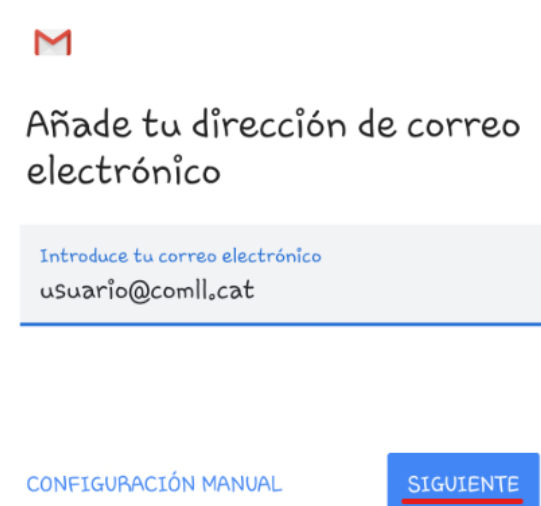 Añade tu dirección de correo
electrónico
Introduce tu correo electrónico
usuario@comll.cat
CONFIGURACIÓN MANUAL
SIGUIENTE